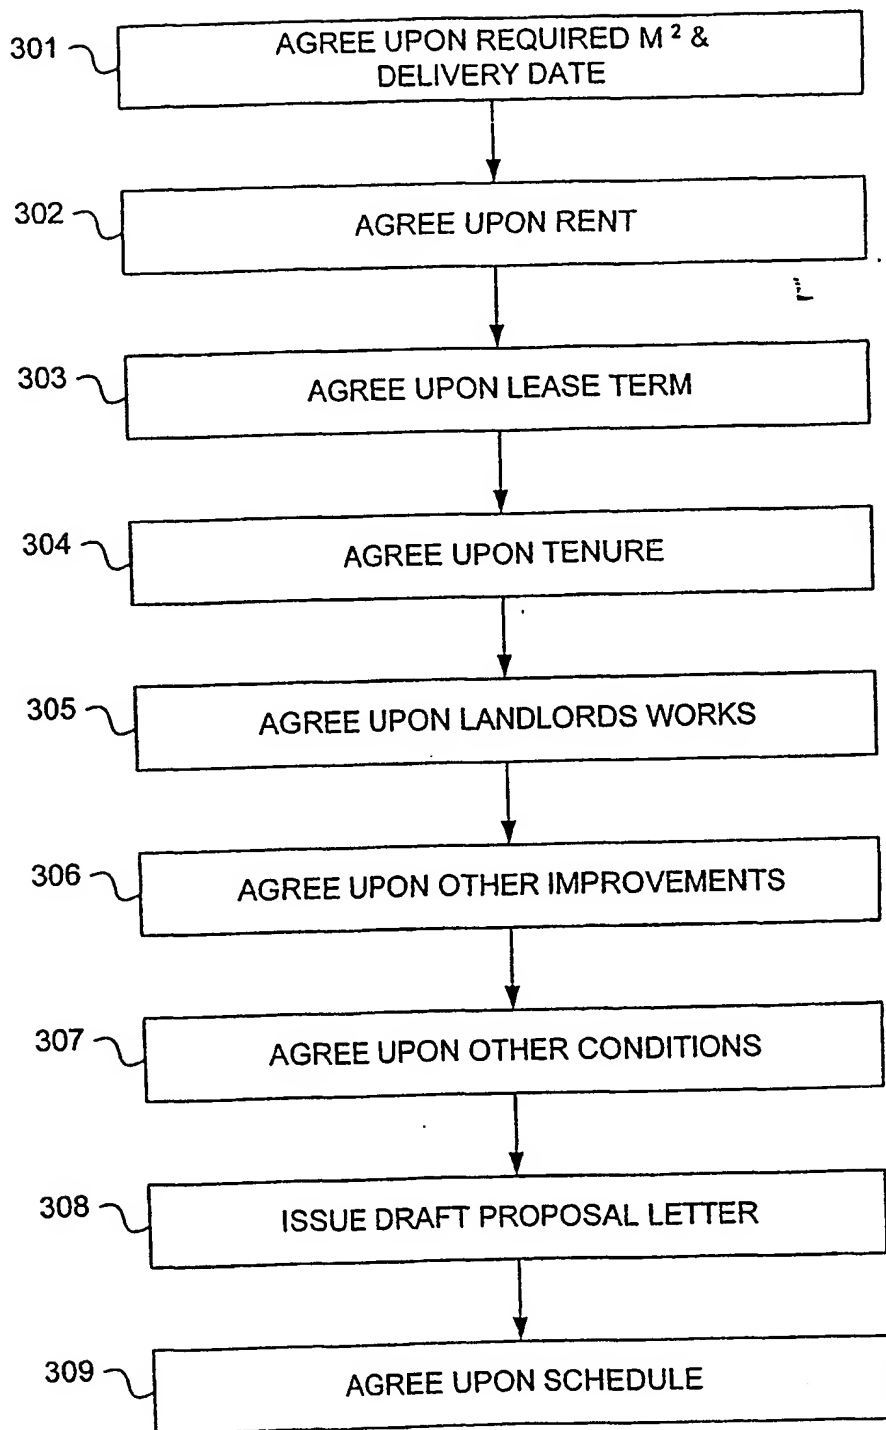 301 AGREE UPON REQUIRED M² &
DELIVERY DATE
302 AGREE UPON RENT
303 AGREE UPON LEASE TERM
304 AGREE UPON TENURE
305 AGREE UPON LANDLORDS WORKS
306 AGREE UPON OTHER IMPROVEMENTS
307 AGREE UPON OTHER CONDITIONS
308 ISSUE DRAFT PROPOSAL LETTER
309 AGREE UPON SCHEDULE